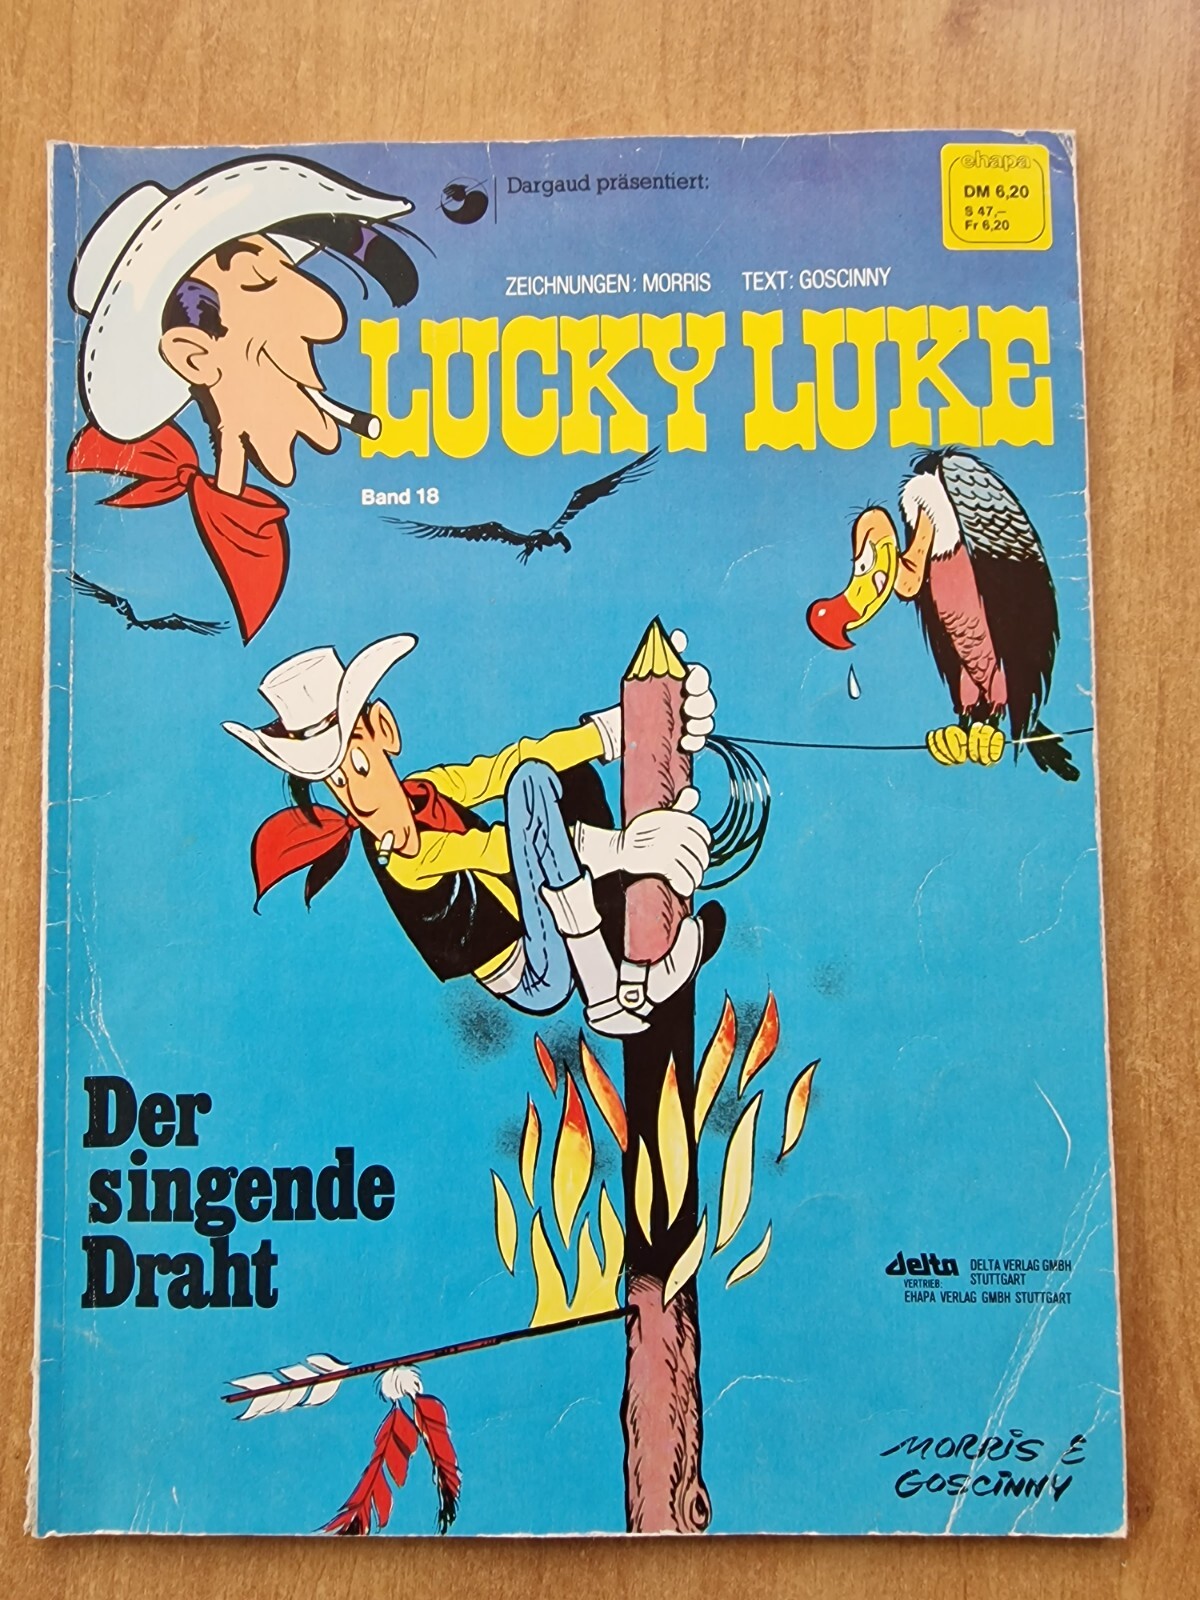 Dargaud präsentiert:
ehapa
DM 6,20
S 47,–
Fr 6,20
ZEICHNUNGEN: MORRIS TEXT: GOSCINNY
LUCKY LUKE
Band 18
Der
singende
Draht
delta DELTA VERLAG GMBH
STUTTGART
VERTRIEB:
EHAPA VERLAG GMBH STUTTGART
MORRIS &
GOSCINNY